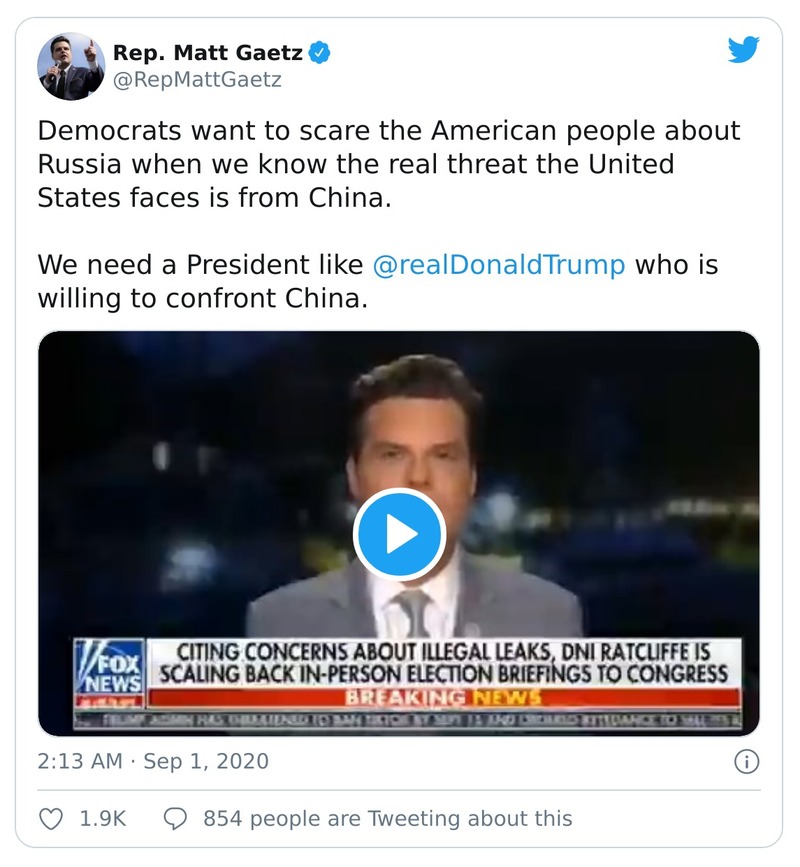 Rep. Matt Gaetz
@RepMattGaetz
Democrats want to scare the American people about
Russia when we know the real threat the United
States faces is from China.
We need a President like @realDonaldTrump who is
willing to confront China.
FOX
NEWS
CITING CONCERNS ABOUT ILLEGAL LEAKS, DNI RATCLIFFE IS
SCALING BACK IN-PERSON ELECTION BRIEFINGS TO CONGRESS
BREAKING NEWS
2:13 AM · Sep 1, 2020
1.9K
854 people are Tweeting about this